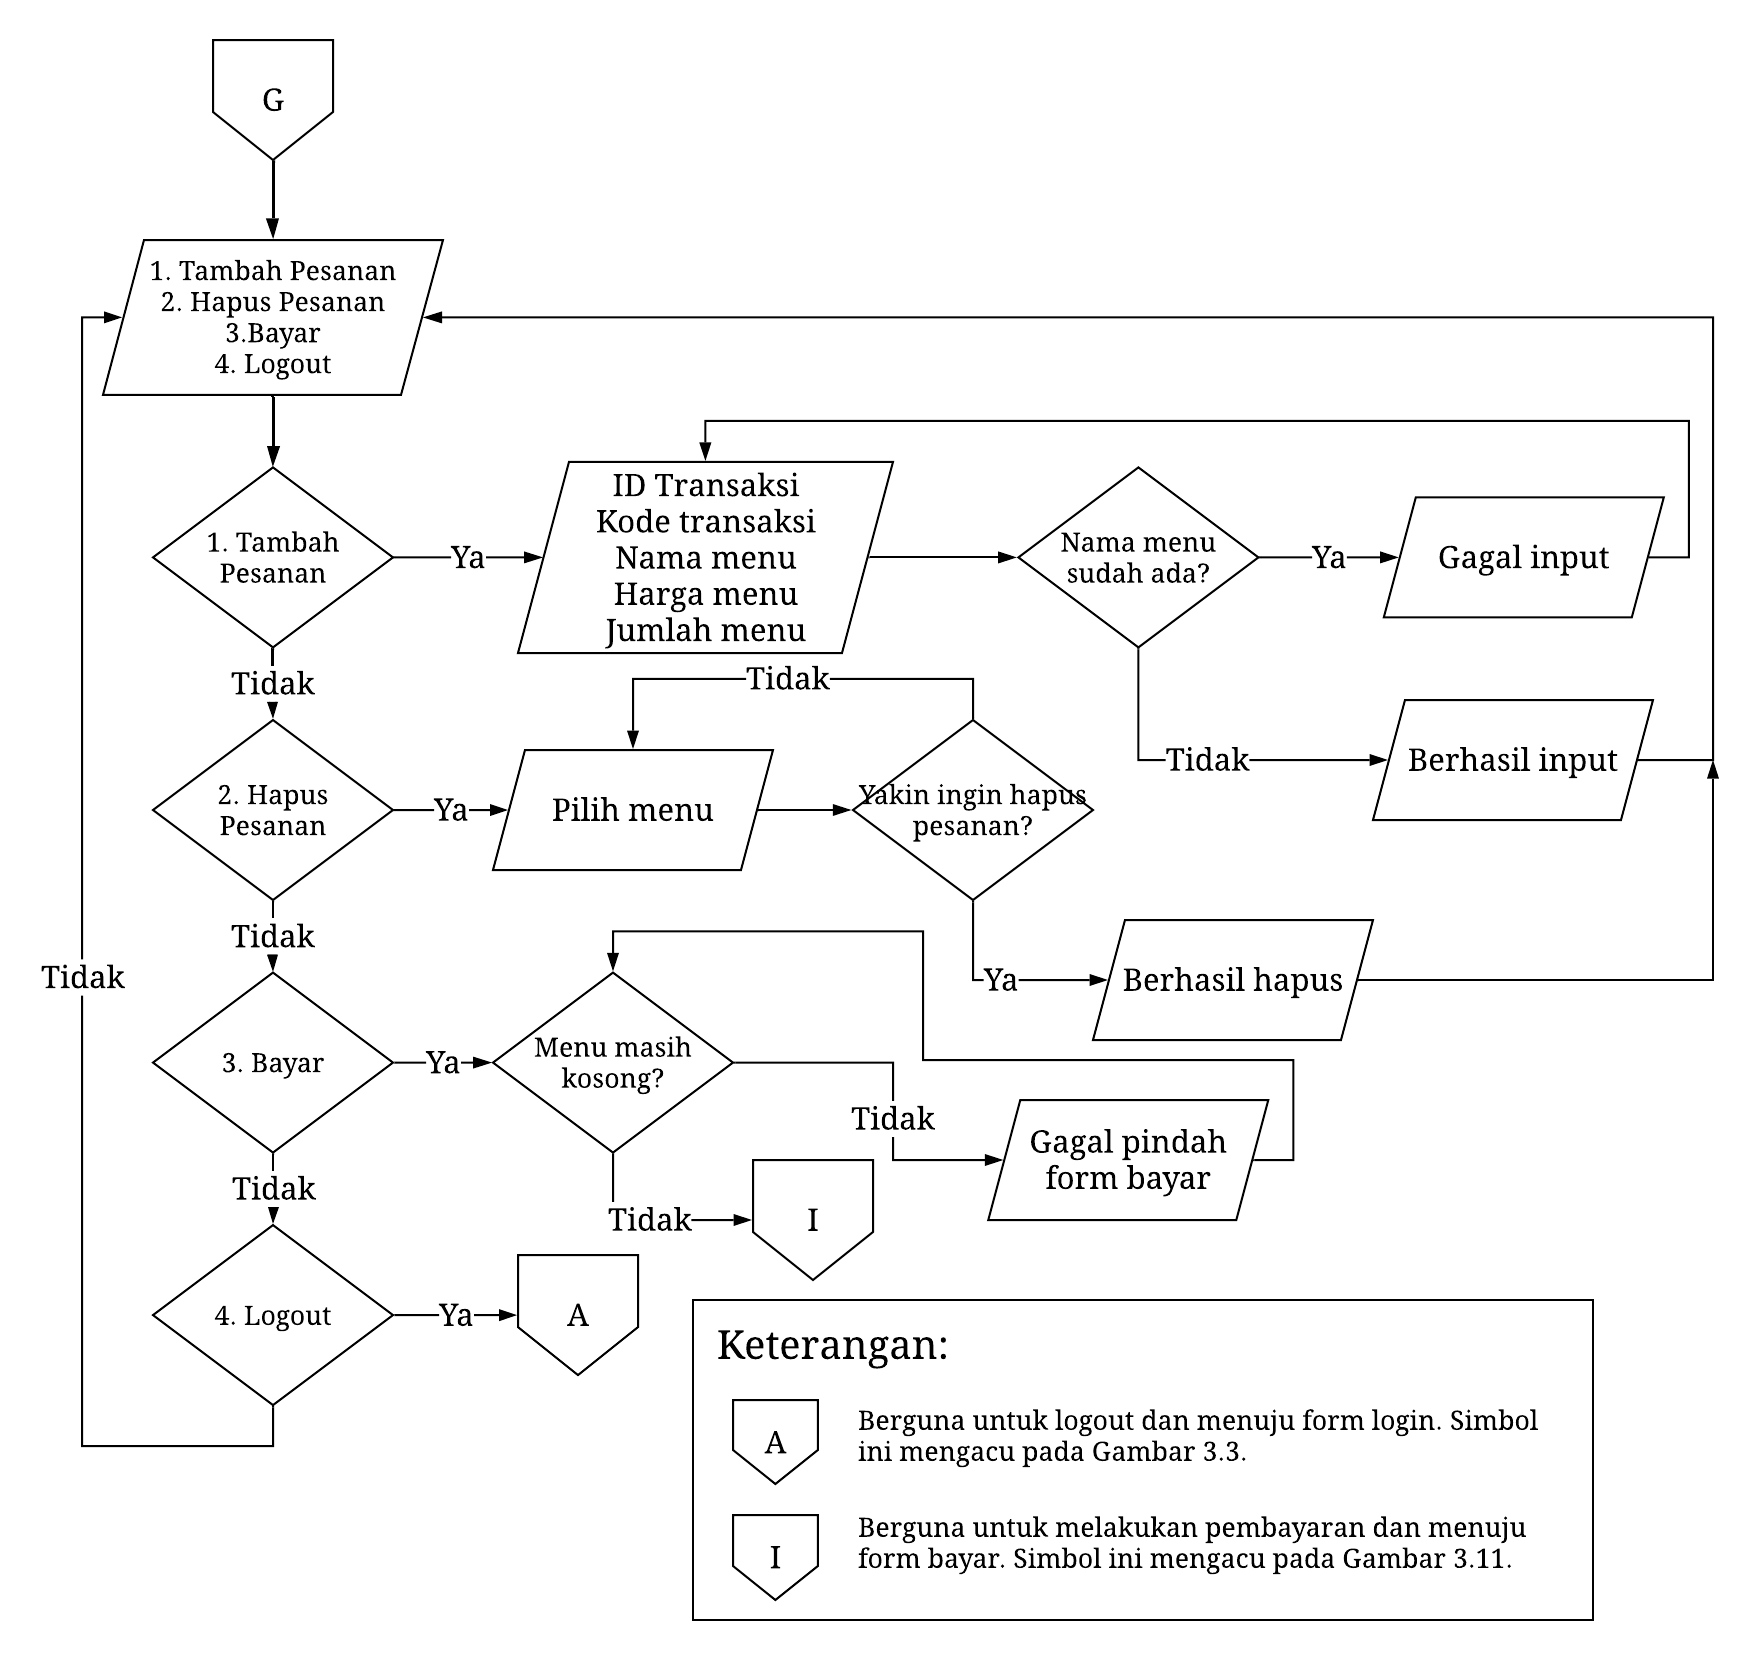 G
1. Tambah Pesanan
2. Hapus Pesanan
3.Bayar
4. Logout
1. Tambah
Pesanan
Ya
ID Transaksi
Kode transaksi
Nama menu
Harga menu
Jumlah menu
Nama menu
sudah ada?
Ya
Gagal input
Tidak
Tidak
Tidak
Berhasil input
2. Hapus
Pesanan
Ya
Pilih menu
Yakin ingin hapus
pesanan?
Tidak
Ya
Berhasil hapus
Tidak
3. Bayar
Ya
Menu masih
kosong?
Tidak
Gagal pindah
form bayar
Tidak
Tidak
I
4. Logout
Ya
A
Keterangan:
A
Berguna untuk logout dan menuju form login. Simbol
ini mengacu pada Gambar 3.3.
I
Berguna untuk melakukan pembayaran dan menuju
form bayar. Simbol ini mengacu pada Gambar 3.11.